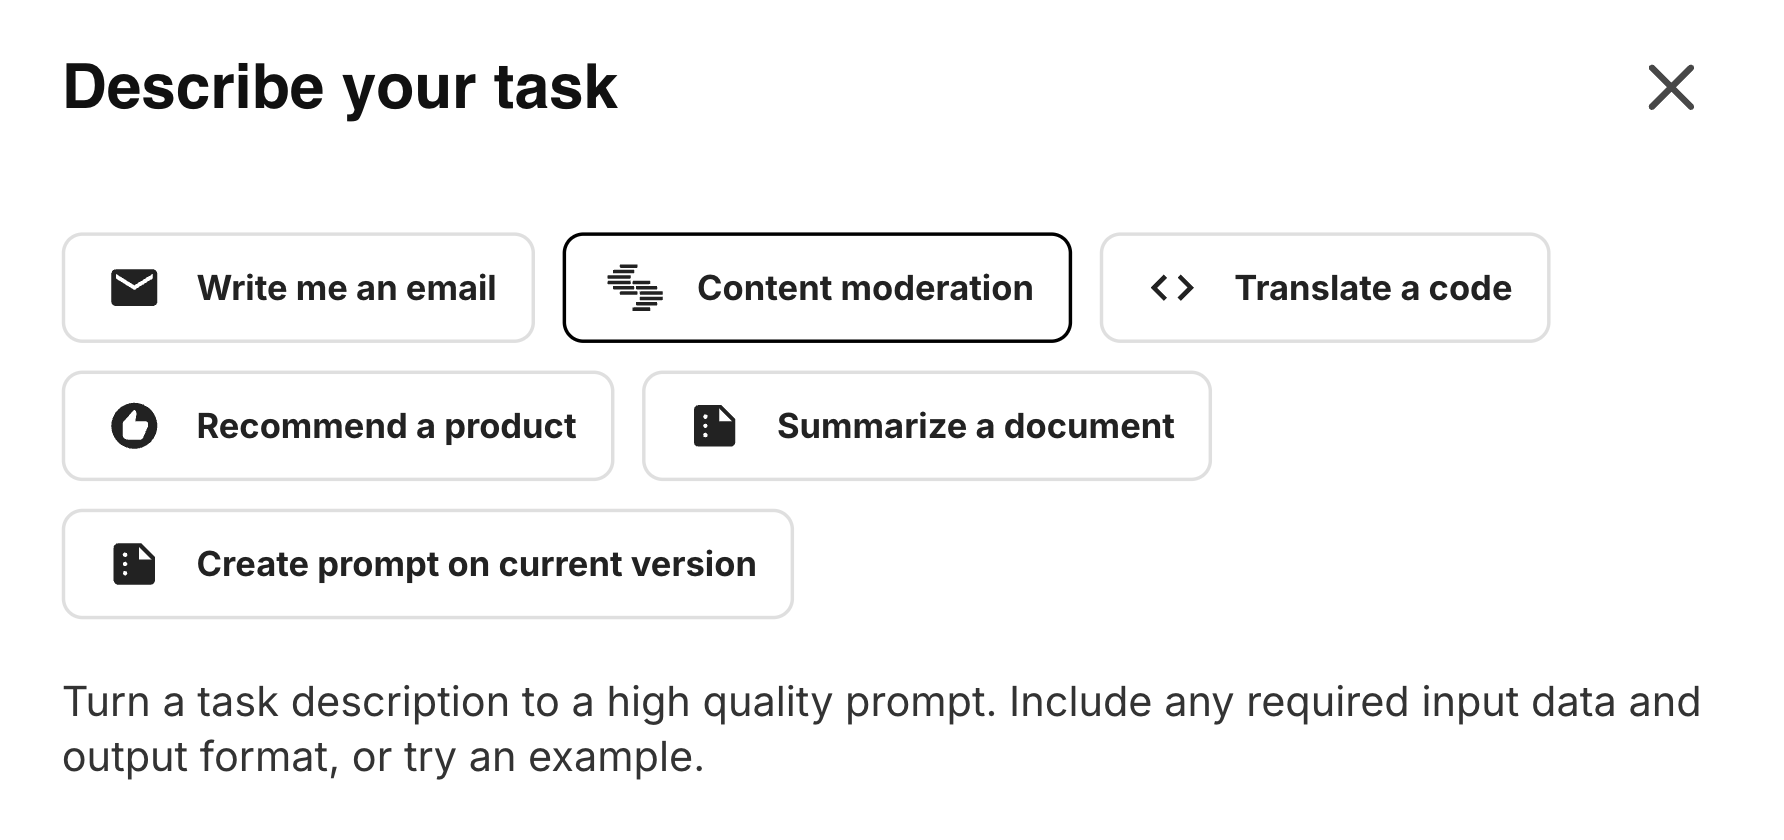 Describe your task
Write me an email
Content moderation
Translate a code
Recommend a product
Summarize a document
Create prompt on current version
Turn a task description to a high quality prompt. Include any required input data and
output format, or try an example.